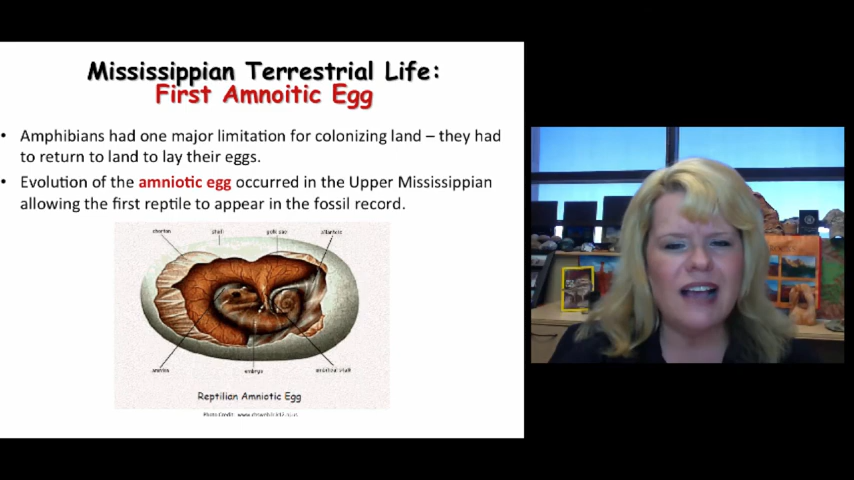 Mississippian Terrestrial Life:
First Amnoitic Egg
• Amphibians had one major limitation for colonizing land – they had
to return to land to lay their eggs.
• Evolution of the amniotic egg occurred in the Upper Mississippian
allowing the first reptile to appear in the fossil record.
chorion shell yolk sac allantois
amnion embryo
Reptilian Amniotic Egg
Photo Credit: